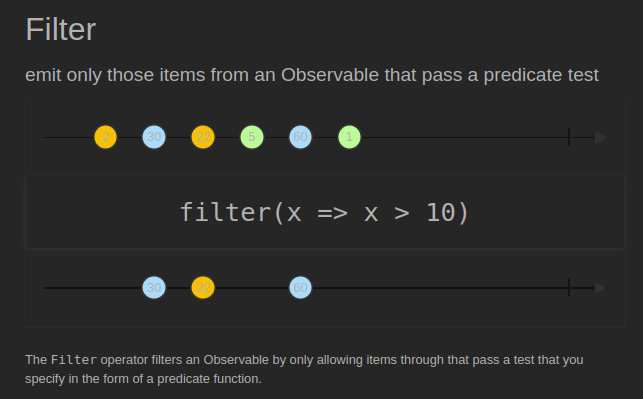 Filter
emit only those items from an Observable that pass a predicate test
2 30 22 5 60 1
filter(x => x > 10)
30 22 60
The Filter operator filters an Observable by only allowing items through that pass a test that you
specify in the form of a predicate function.